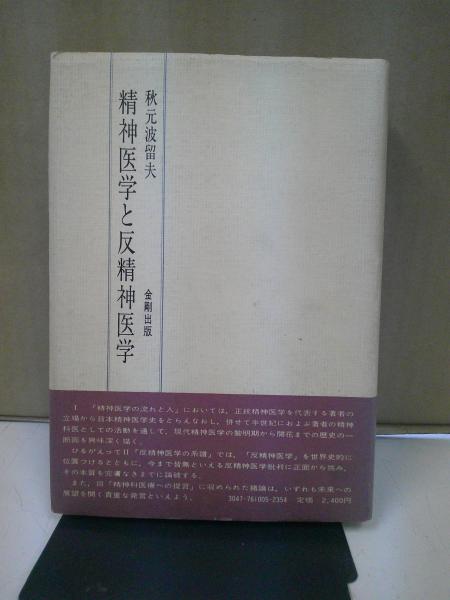 秋元波留夫
精神医学と反精神医学
金剛出版
Ⅰ 「精神医学の流れと人」においては，正統精神医学を代表する著者の
立場から日本精神医学史をとらえなおし，併せて半世紀におよぶ著者の精神
科医としての活動を通して，現代精神医学の黎明期から開花までの歴史の一
断面を興味深く描く。
ひるがえってⅡ「反精神医学の系譜」では，「反精神医学」を世界史的に
位置づけるとともに，今まで皆無といえる反精神医学批判に正面から挑み，
その本質を完膚なきまでに論破する。
また，Ⅲ「精神科医療への提言」に収められた諸論は，いずれも未来への
展望を開く貴重な発言といえよう。
3047-761005-2354 定価 2,400円